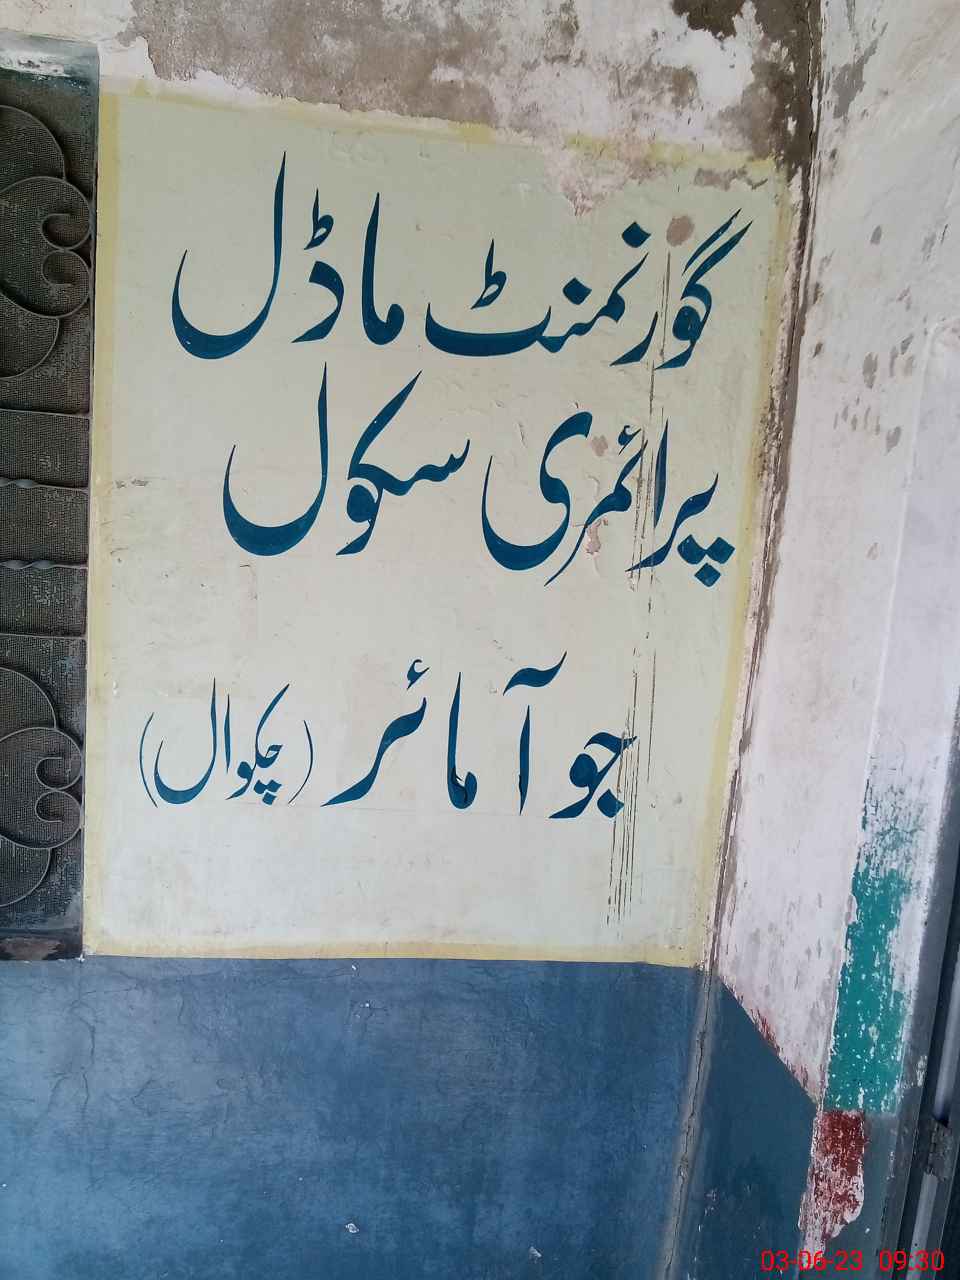 گورنمنٹ ماڈل
پرائمری سکول
جو آمائر (چکوال)
03-06-23 09:30